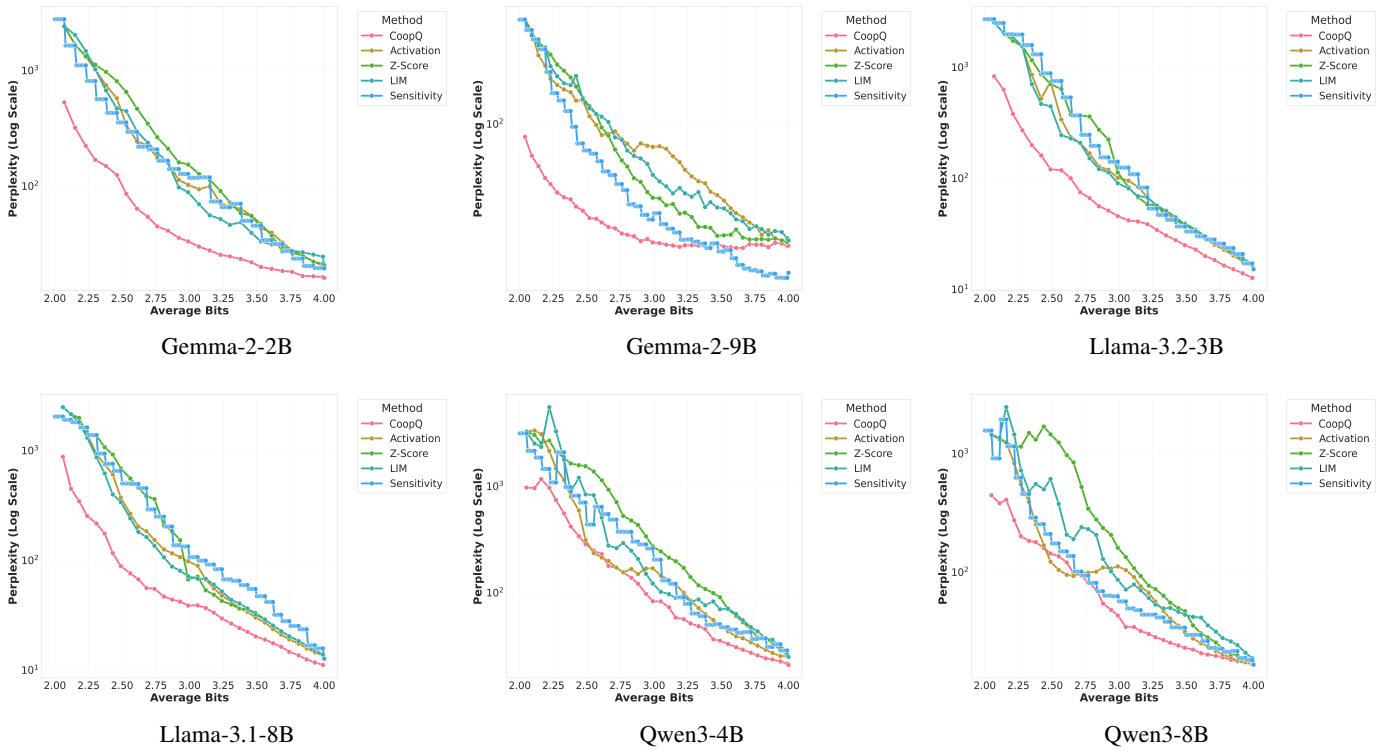 Perplexity (Log Scale)
10³
10²
2.00 2.25 2.50 2.75 3.00 3.25 3.50 3.75 4.00
Average Bits
Method
CoopQ
Activation
Z-Score
LIM
Sensitivity
Gemma-2-2B
Perplexity (Log Scale)
10²
2.00 2.25 2.50 2.75 3.00 3.25 3.50 3.75 4.00
Average Bits
Method
CoopQ
Activation
Z-Score
LIM
Sensitivity
Gemma-2-9B
Perplexity (Log Scale)
10³
10²
10¹
2.00 2.25 2.50 2.75 3.00 3.25 3.50 3.75 4.00
Average Bits
Method
CoopQ
Activation
Z-Score
LIM
Sensitivity
Llama-3.2-3B
Perplexity (Log Scale)
10³
10²
10¹
2.00 2.25 2.50 2.75 3.00 3.25 3.50 3.75 4.00
Average Bits
Method
CoopQ
Activation
Z-Score
LIM
Sensitivity
Llama-3.1-8B
Perplexity (Log Scale)
10³
10²
2.00 2.25 2.50 2.75 3.00 3.25 3.50 3.75 4.00
Average Bits
Method
CoopQ
Activation
Z-Score
LIM
Sensitivity
Qwen3-4B
Perplexity (Log Scale)
10³
10²
2.00 2.25 2.50 2.75 3.00 3.25 3.50 3.75 4.00
Average Bits
Method
CoopQ
Activation
Z-Score
LIM
Sensitivity
Qwen3-8B